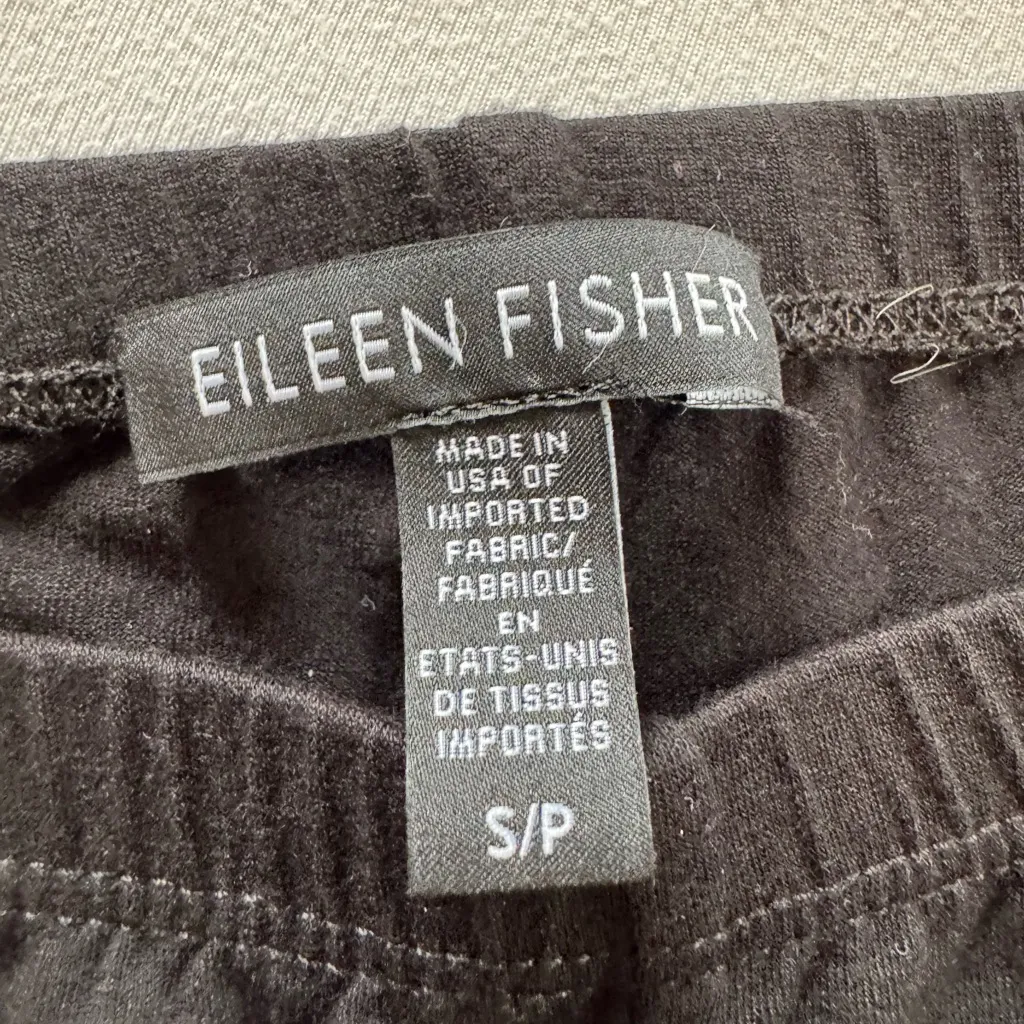 EILEEN FISHER
MADE IN
USA OF
IMPORTED
FABRIC/
FABRIQUÉ
EN
ETATS-UNIS
DE TISSUS
IMPORTÉS
S/P